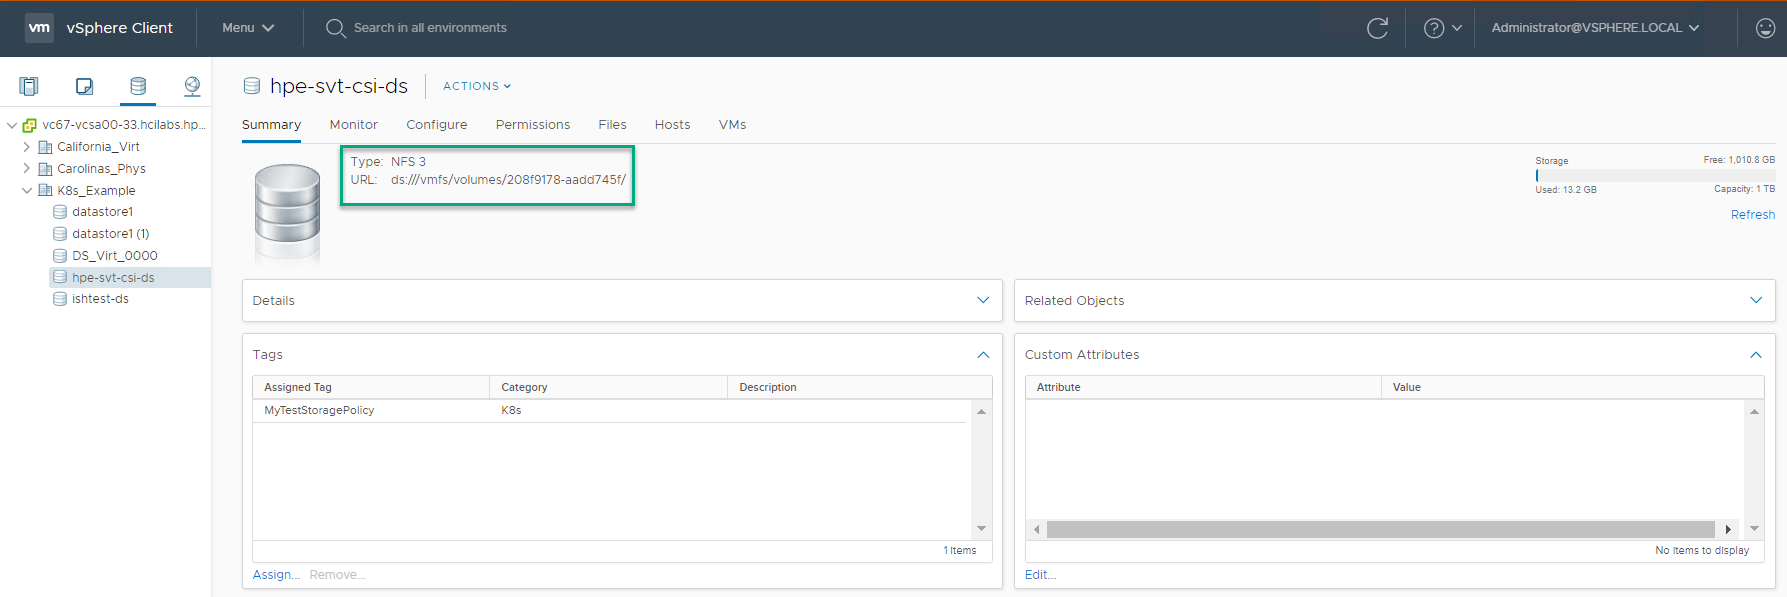 vm vSphere Client Menu Search in all environments Administrator@VSPHERE.LOCAL
vc67-vcsa00-33.hcilabs.hp...
California_Virt
Carolinas_Phys
K8s_Example
datastore1
datastore1 (1)
DS_Virt_0000
hpe-svt-csi-ds
ishtest-ds
hpe-svt-csi-ds ACTIONS
Summary Monitor Configure Permissions Files Hosts VMs
Type: NFS 3
URL: ds:///vmfs/volumes/208f9178-aadd745f/
Storage Free: 1,010.8 GB
Used: 13.2 GB Capacity: 1 TB
Refresh
Details
Related Objects
Tags
Assigned Tag Category Description
MyTestStoragePolicy K8s
1 items
Assign... Remove...
Custom Attributes
Attribute Value
No items to display
Edit...